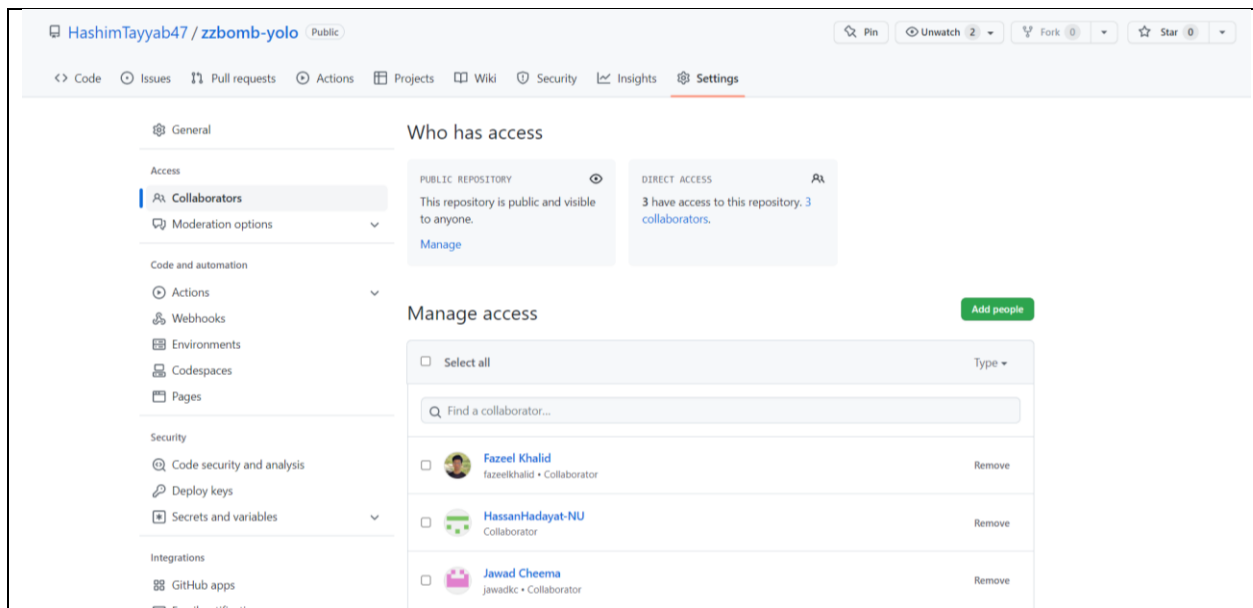 HashimTayyab47 / zzbomb-yolo Public
Pin
Unwatch 2
Fork 0
Star 0
Code
Issues
Pull requests
Actions
Projects
Wiki
Security
Insights
Settings
General
Access
Collaborators
Moderation options
Code and automation
Actions
Webhooks
Environments
Codespaces
Pages
Security
Code security and analysis
Deploy keys
Secrets and variables
Integrations
GitHub apps
Who has access
PUBLIC REPOSITORY
This repository is public and visible
to anyone.
Manage
DIRECT ACCESS
3 have access to this repository. 3
collaborators.
Manage access
Add people
Select all
Type
Find a collaborator...
Fazeel Khalid
fazeelkhalid • Collaborator
Remove
HassanHadayat-NU
Collaborator
Remove
Jawad Cheema
jawadkc • Collaborator
Remove